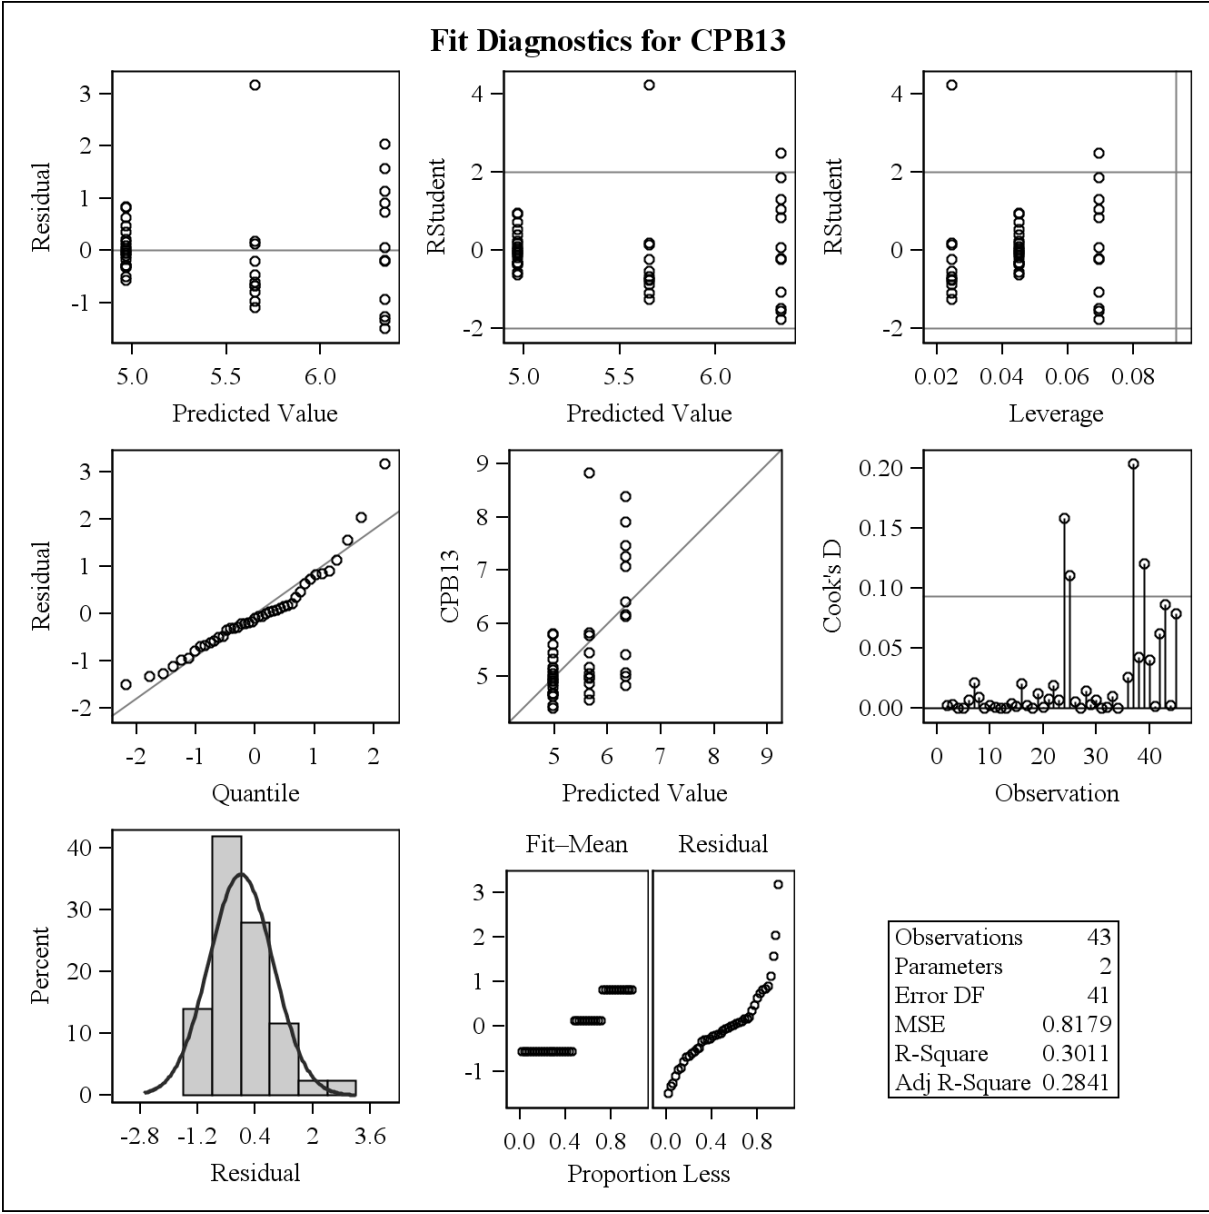 Fit Diagnostics for CPB13
3
2
1
0
-1
Residual
5.0 5.5 6.0
Predicted Value
4
2
0
-2
RStudent
5.0 5.5 6.0
Predicted Value
4
2
0
-2
RStudent
0.02 0.04 0.06 0.08
Leverage
3
2
1
0
-1
-2
Residual
-2 -1 0 1 2
Quantile
9
8
7
6
5
CPB13
5 6 7 8 9
Predicted Value
0.20
0.15
0.10
0.05
0.00
Cook's D
0 10 20 30 40
Observation
40
30
20
10
0
Percent
-2.8 -1.2 0.4 2 3.6
Residual
Fit–Mean Residual
3
2
1
0
-1
0.0 0.4 0.8 0.0 0.4 0.8
Proportion Less
Observations 43
Parameters 2
Error DF 41
MSE 0.8179
R-Square 0.3011
Adj R-Square 0.2841